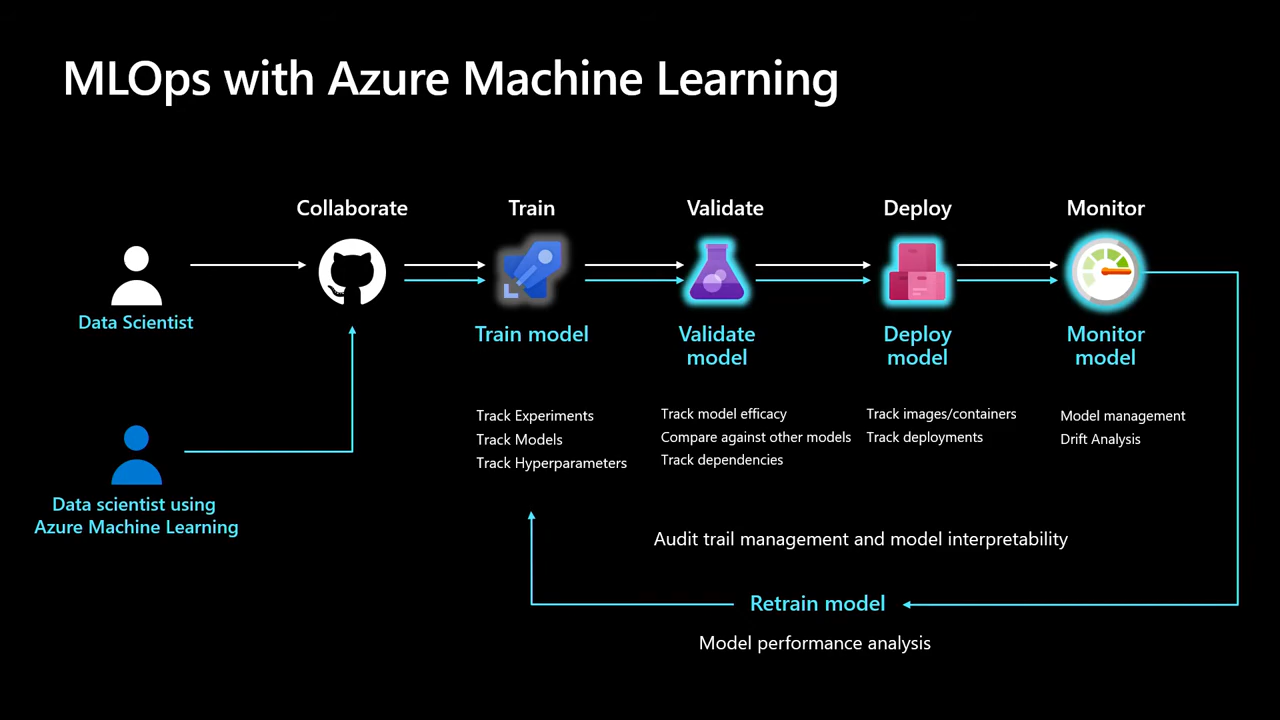 MLOps with Azure Machine Learning
Collaborate
Train
Validate
Deploy
Monitor
Data Scientist
Train model
Validate
model
Deploy
model
Monitor
model
Track Experiments
Track Models
Track Hyperparameters
Track model efficacy
Compare against other models
Track dependencies
Track images/containers
Track deployments
Model management
Drift Analysis
Data scientist using
Azure Machine Learning
Audit trail management and model interpretability
Retrain model
Model performance analysis